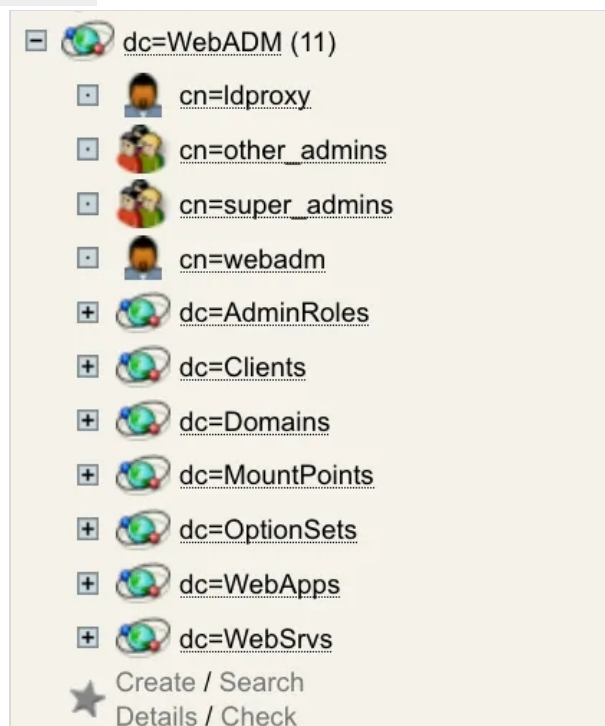 dc=WebADM (11)
cn=ldproxy
cn=other_admins
cn=super_admins
cn=webadm
dc=AdminRoles
dc=Clients
dc=Domains
dc=MountPoints
dc=OptionSets
dc=WebApps
dc=WebSrvs
Create / Search
Details / Check